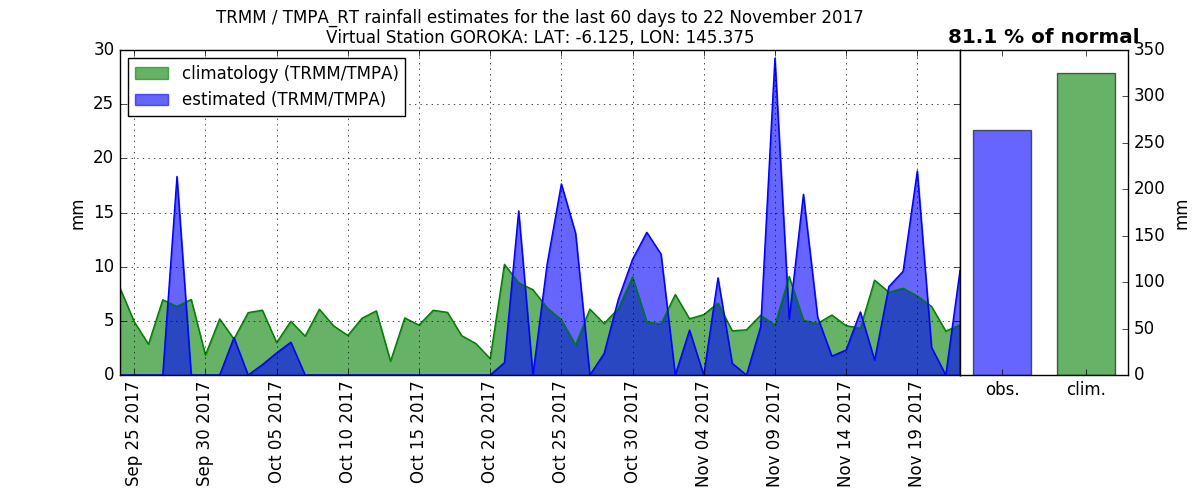 TRMM / TMPA_RT rainfall estimates for the last 60 days to 22 November 2017
Virtual Station GOROKA: LAT: -6.125, LON: 145.375
81.1 % of normal
climatology (TRMM/TMPA)
estimated (TRMM/TMPA)
30
25
20
15
10
5
0
mm
Sep 25 2017
Sep 30 2017
Oct 05 2017
Oct 10 2017
Oct 15 2017
Oct 20 2017
Oct 25 2017
Oct 30 2017
Nov 04 2017
Nov 09 2017
Nov 14 2017
Nov 19 2017
obs.
clim.
350
300
250
200
150
100
50
0
mm